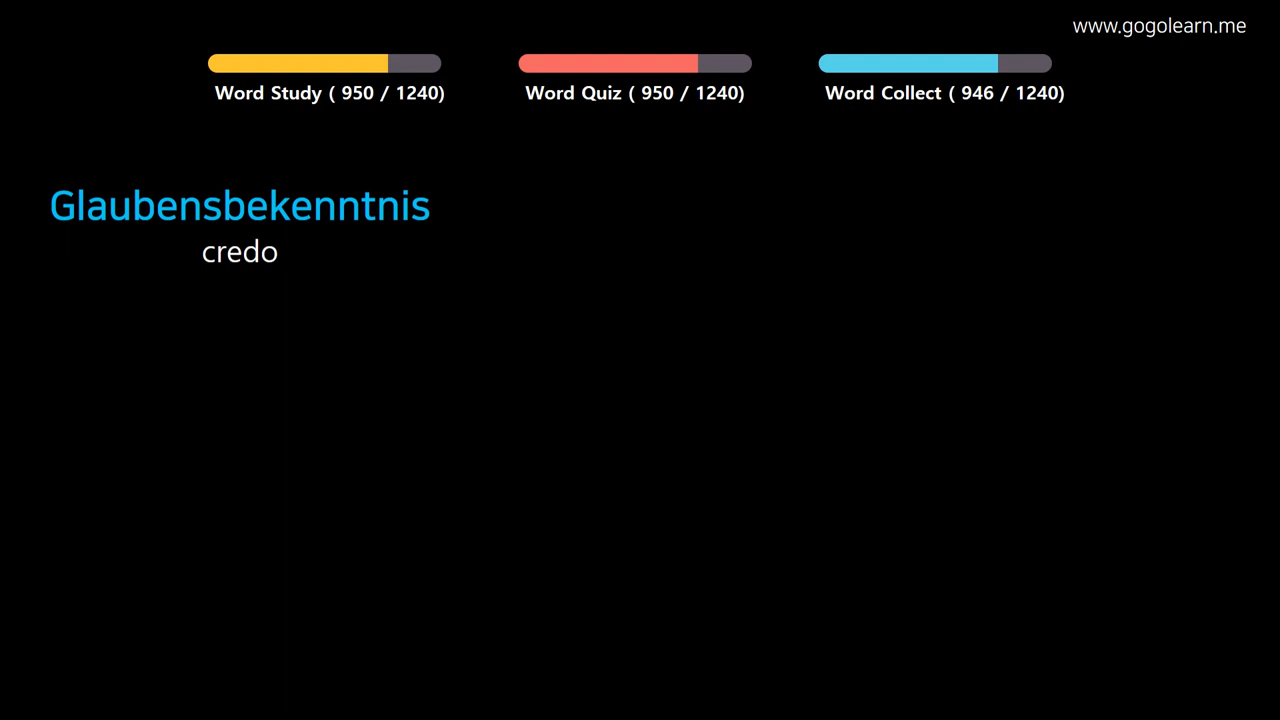 www.gogolearn.me
Word Study ( 950 / 1240)
Word Quiz ( 950 / 1240)
Word Collect ( 946 / 1240)
Glaubensbekenntnis
credo